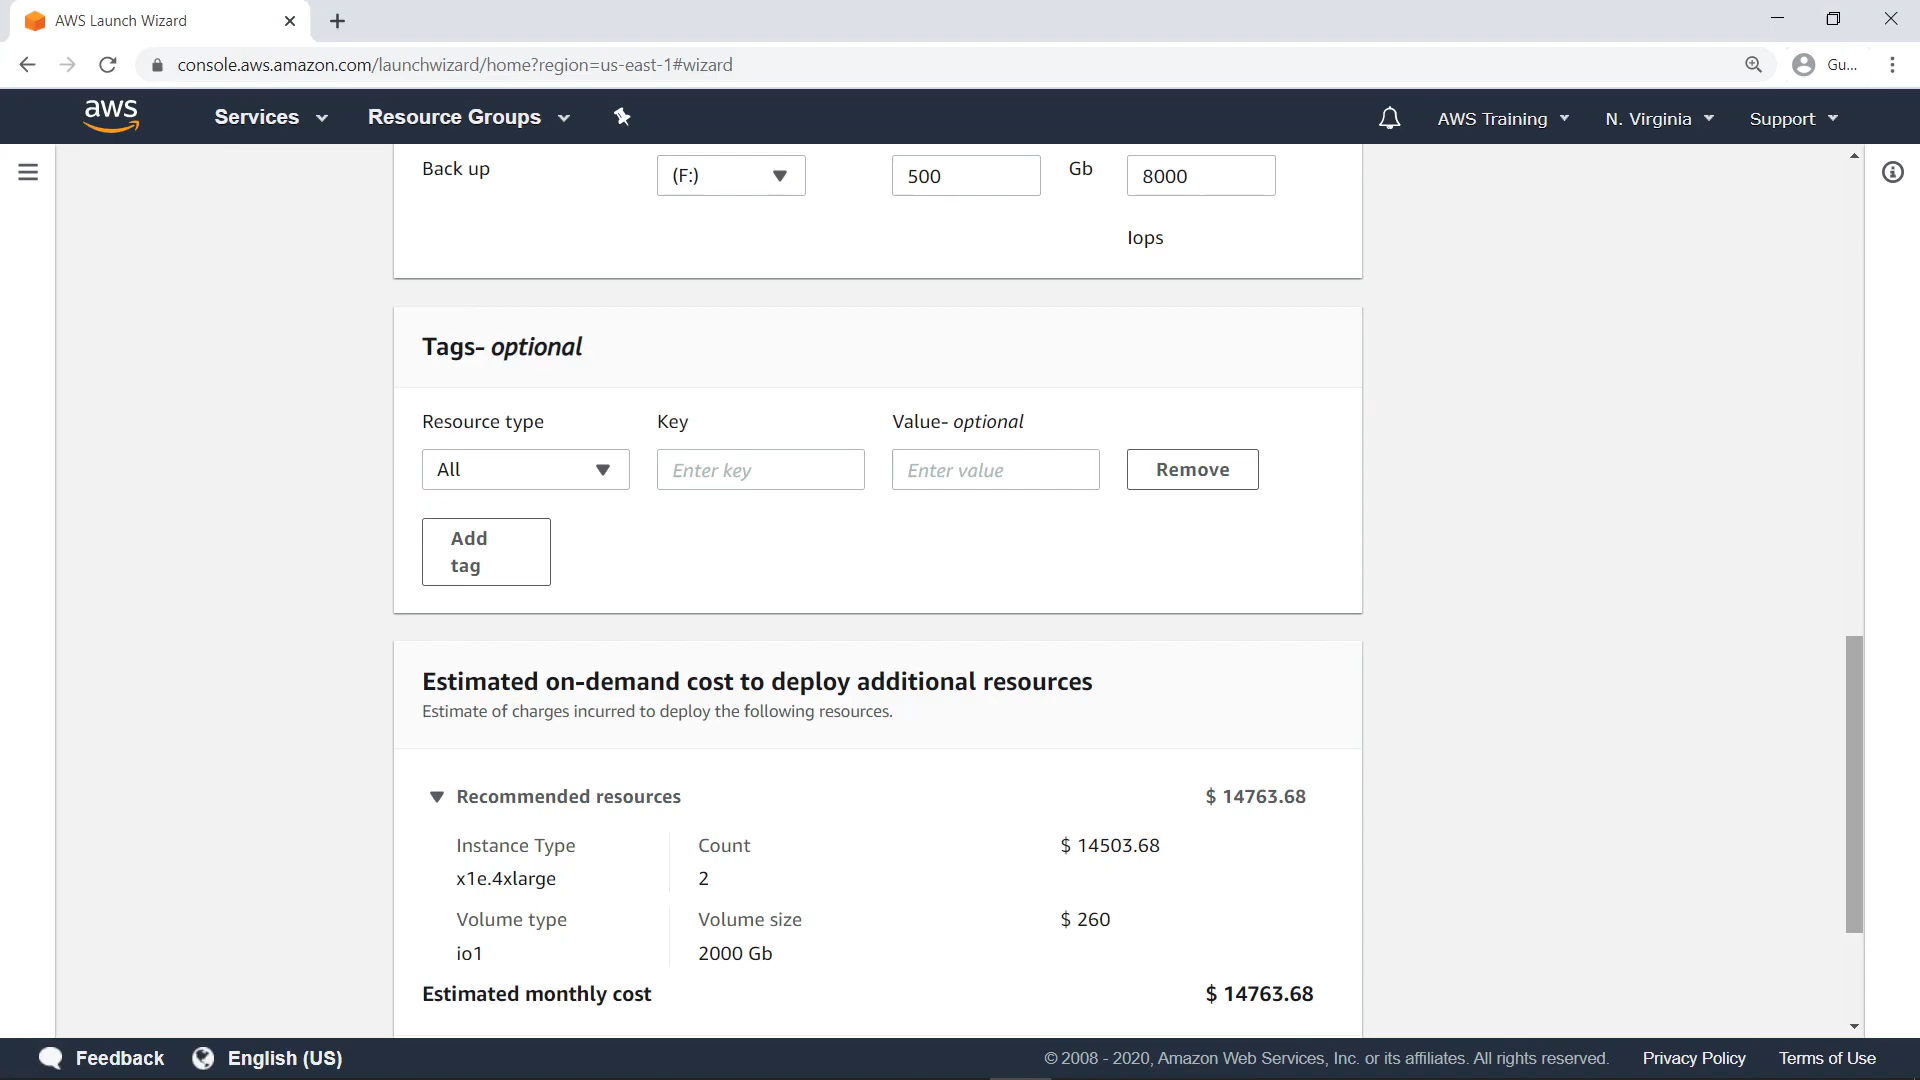 AWS Launch Wizard
console.aws.amazon.com/launchwizard/home?region=us-east-1#wizard
Gu...
aws
Services
Resource Groups
AWS Training
N. Virginia
Support
Back up
(F:)
500
Gb
8000
Iops
Tags- optional
Resource type
Key
Value- optional
All
Enter key
Enter value
Remove
Add
tag
Estimated on-demand cost to deploy additional resources
Estimate of charges incurred to deploy the following resources.
Recommended resources
$ 14763.68
Instance Type
Count
$ 14503.68
x1e.4xlarge
2
Volume type
Volume size
$ 260
io1
2000 Gb
Estimated monthly cost
$ 14763.68
Feedback
English (US)
© 2008 - 2020, Amazon Web Services, Inc. or its affiliates. All rights reserved.
Privacy Policy
Terms of Use